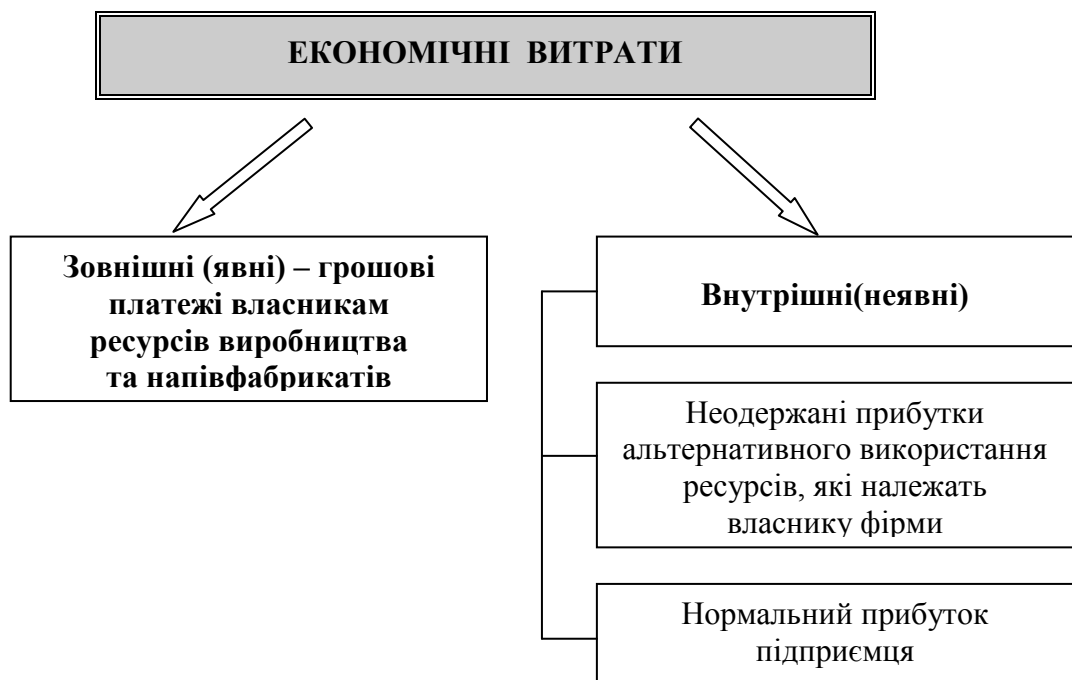 ЕКОНОМІЧНІ ВИТРАТИ
Зовнішні (явні) – грошові
платежі власникам
ресурсів виробництва
та напівфабрикатів
Внутрішні(неявні)
Неодержані прибутки
альтернативного використання
ресурсів, які належать
власнику фірми
Нормальний прибуток
підприємця